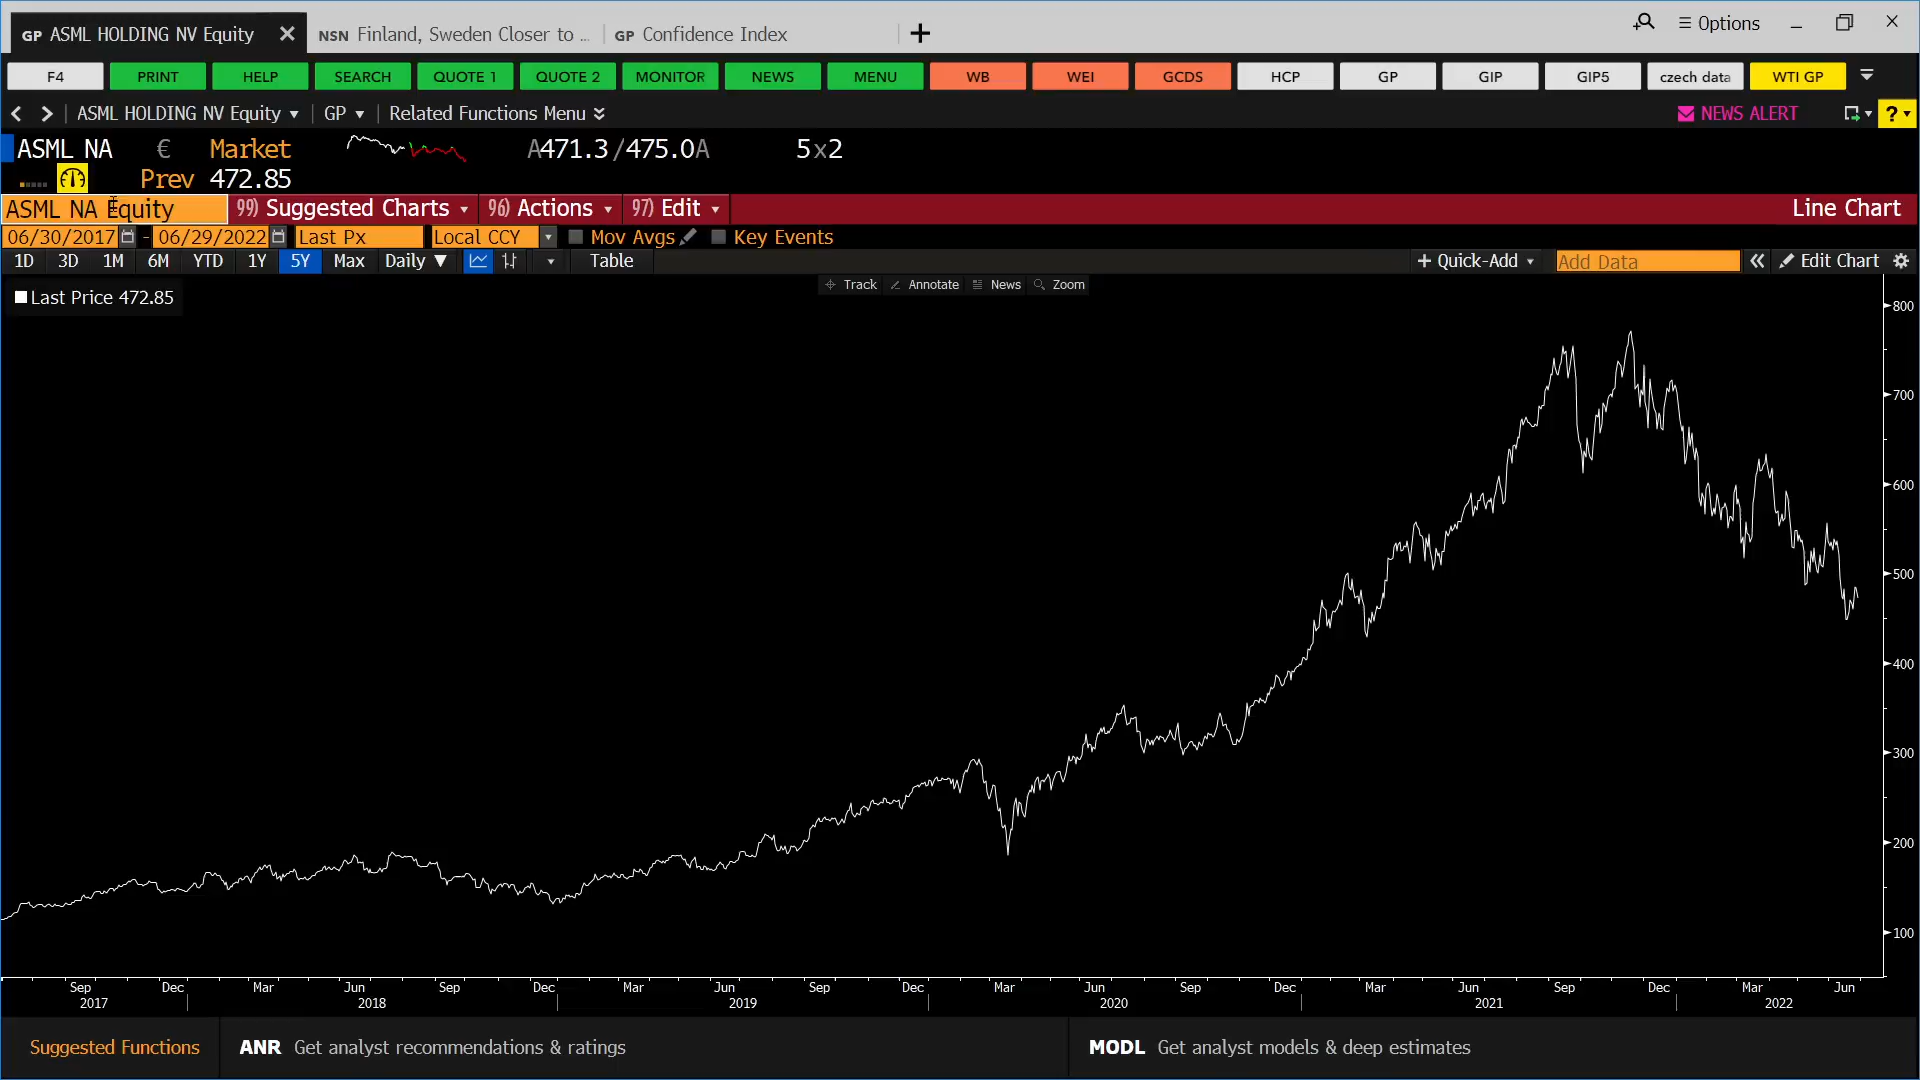 GP ASML HOLDING NV Equity
NSN Finland, Sweden Closer to ...
GP Confidence Index
Options
F4 PRINT HELP SEARCH QUOTE 1 QUOTE 2 MONITOR NEWS MENU WB WEI GCDS HCP GP GIP GIP5 czech data WTI GP
ASML HOLDING NV Equity GP Related Functions Menu NEWS ALERT ?
ASML NA € Market A471.3/475.0A 5x2
Prev 472.85
ASML NA Equity 99) Suggested Charts 96) Actions 97) Edit Line Chart
06/30/2017 - 06/29/2022 Last Px Local CCY Mov Avgs Key Events
1D 3D 1M 6M YTD 1Y 5Y Max Daily Table + Quick-Add Add Data Edit Chart
Track Annotate News Zoom
Last Price 472.85
800
700
600
500
400
300
200
100
Sep Dec Mar Jun Sep Dec Mar Jun Sep Dec Mar Jun Sep Dec Mar Jun Sep Dec Mar Jun
2017 2018 2019 2020 2021 2022
Suggested Functions ANR Get analyst recommendations & ratings MODL Get analyst models & deep estimates